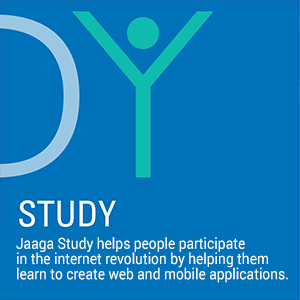 DY
STUDY
Jaaga Study helps people participate
in the internet revolution by helping them
learn to create web and mobile applications.